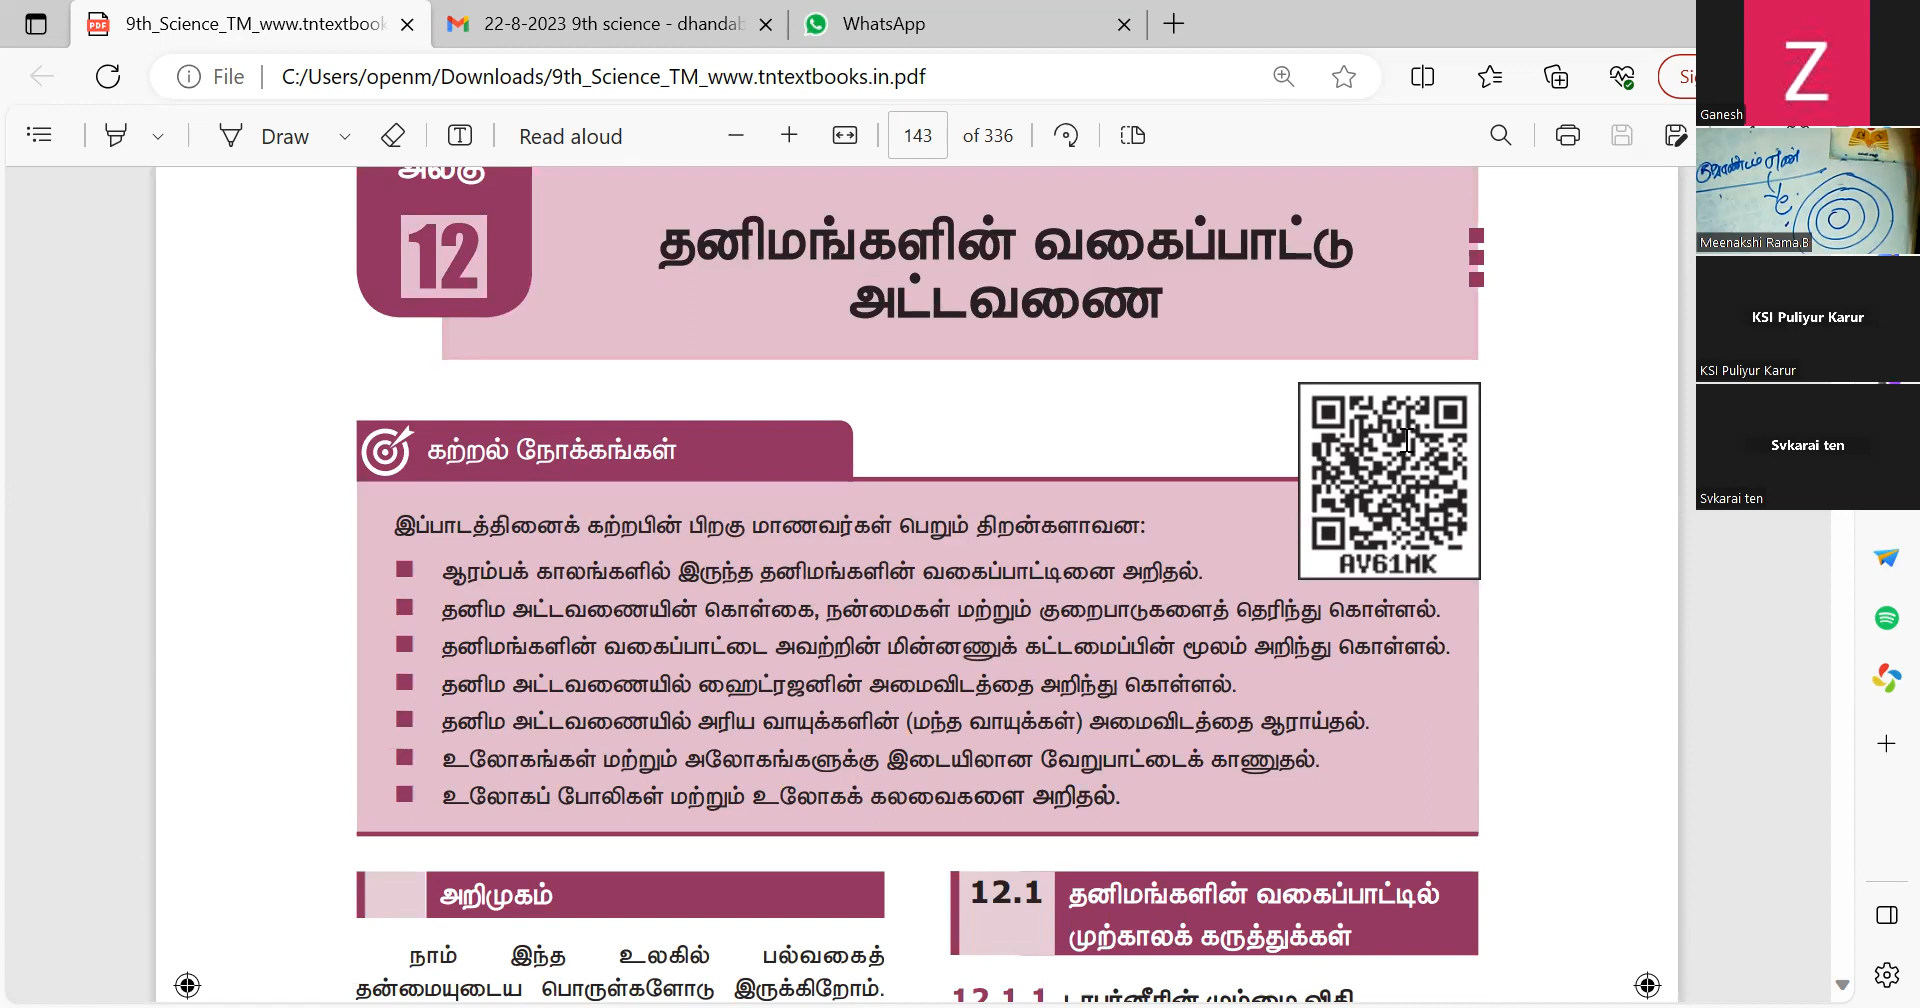 9th_Science_TM_www.tntextbook
22-8-2023 9th science - dhandab
WhatsApp
File
C:/Users/openm/Downloads/9th_Science_TM_www.tntextbooks.in.pdf
Draw
Read aloud
143 of 336
Z
Ganesh
Meenakshi Rama.B
KSI Puliyur Karur
KSI Puliyur Karur
Svkarai ten
Svkarai ten
அலகு
12
தனிமங்களின் வகைப்பாட்டு
அட்டவணை
கற்றல் நோக்கங்கள்
AV61MK
இப்பாடத்தினைக் கற்றபின் பிறகு மாணவர்கள் பெறும் திறன்களாவன:
ஆரம்பக் காலங்களில் இருந்த தனிமங்களின் வகைப்பாட்டினை அறிதல்.
தனிம அட்டவணையின் கொள்கை, நன்மைகள் மற்றும் குறைபாடுகளைத் தெரிந்து கொள்ளல்.
தனிமங்களின் வகைப்பாட்டை அவற்றின் மின்னணுக் கட்டமைப்பின் மூலம் அறிந்து கொள்ளல்.
தனிம அட்டவணையில் ஹைட்ரஜனின் அமைவிடத்தை அறிந்து கொள்ளல்.
தனிம அட்டவணையில் அரிய வாயுக்களின் (மந்த வாயுக்கள்) அமைவிடத்தை ஆராய்தல்.
உலோகங்கள் மற்றும் அலோகங்களுக்கு இடையிலான வேறுபாட்டைக் காணுதல்.
உலோகப் போலிகள் மற்றும் உலோகக் கலவைகளை அறிதல்.
அறிமுகம்
நாம் இந்த உலகில் பல்வகைத்
தன்மையுடைய பொருள்களோடு இருக்கிறோம்.
12.1 தனிமங்களின் வகைப்பாட்டில்
முற்காலக் கருத்துக்கள்
12.1.1 டாபர்னீரின் மும்மை விதி